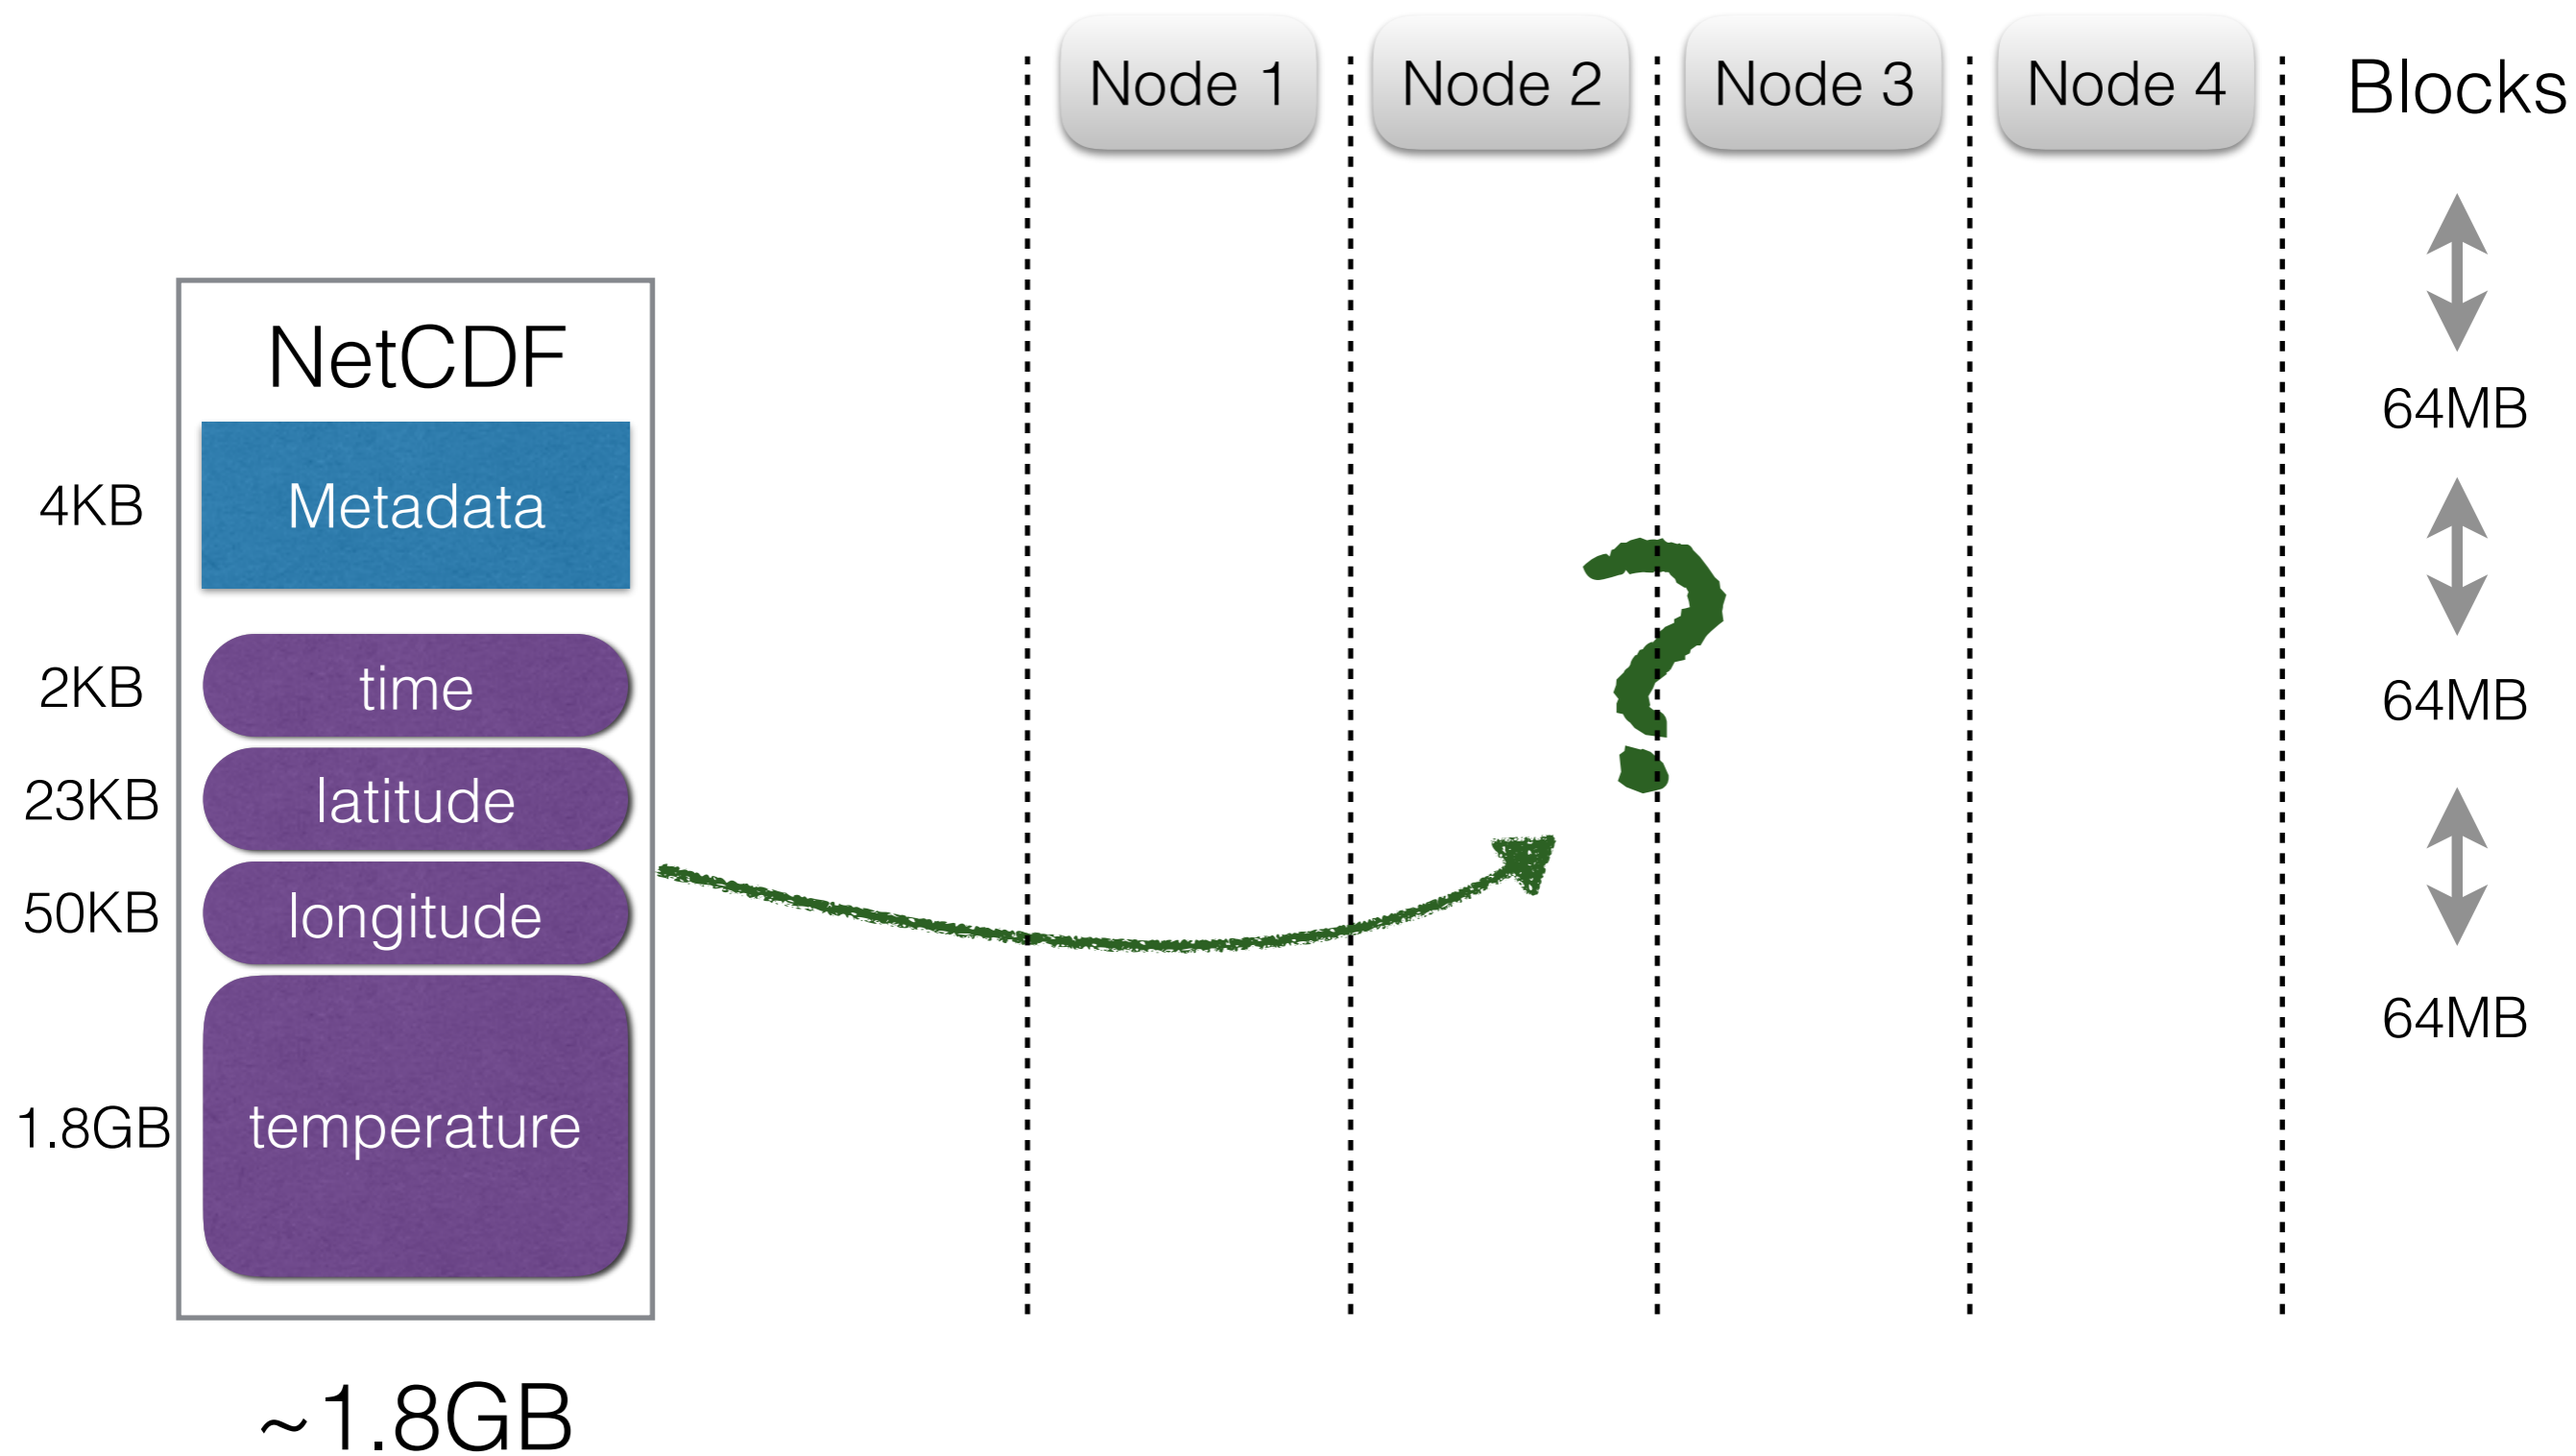 Node 1
Node 2
Node 3
Node 4
Blocks
NetCDF
64MB
4KB
Metadata
2KB
time
64MB
23KB
latitude
50KB
longitude
64MB
1.8GB
temperature
~1.8GB
?